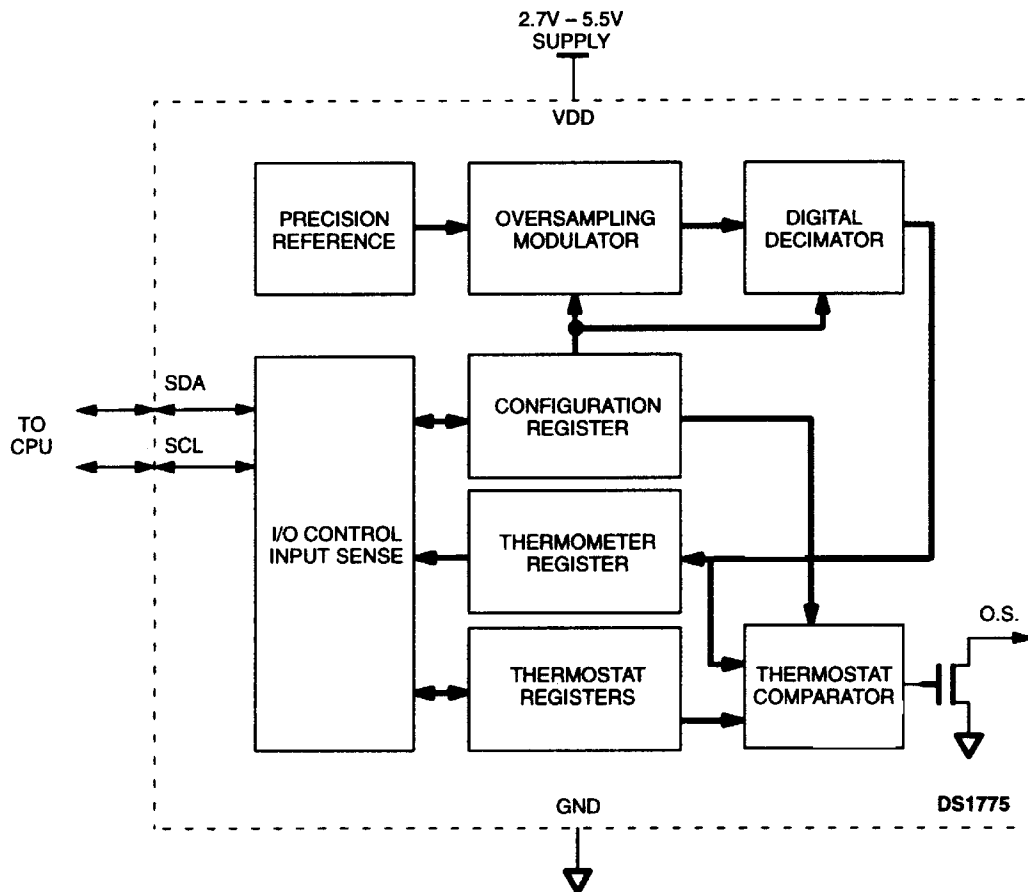 2.7V – 5.5V
SUPPLY
VDD
PRECISION
REFERENCE
OVERSAMPLING
MODULATOR
DIGITAL
DECIMATOR
SDA
TO
CPU
SCL
CONFIGURATION
REGISTER
I/O CONTROL
INPUT SENSE
THERMOMETER
REGISTER
O.S.
THERMOSTAT
REGISTERS
THERMOSTAT
COMPARATOR
GND
DS1775